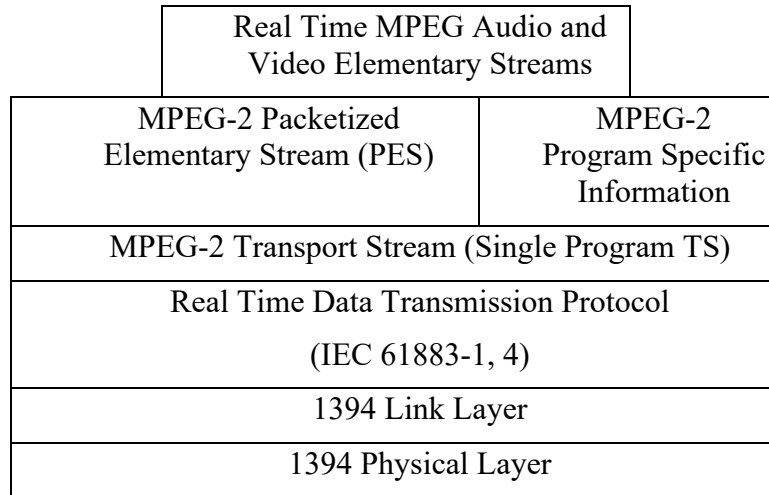 Real Time MPEG Audio and
Video Elementary Streams
MPEG-2 Packetized
Elementary Stream (PES)
MPEG-2
Program Specific
Information
MPEG-2 Transport Stream (Single Program TS)
Real Time Data Transmission Protocol
(IEC 61883-1, 4)
1394 Link Layer
1394 Physical Layer